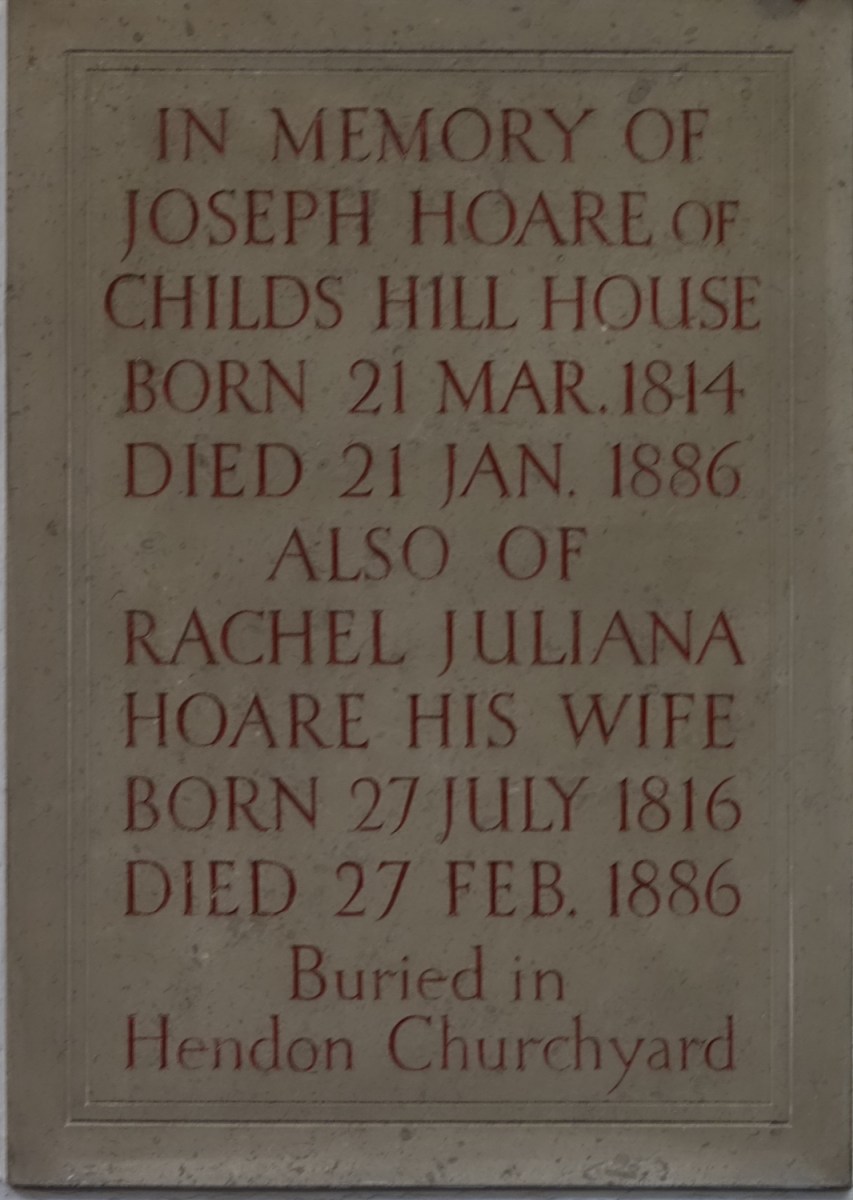 IN MEMORY OF
JOSEPH HOARE OF
CHILDS HILL HOUSE
BORN 21 MAR. 1814
DIED 21 JAN. 1886
ALSO OF
RACHEL JULIANA
HOARE HIS WIFE
BORN 27 JULY 1816
DIED 27 FEB. 1886
Buried in
Hendon Churchyard